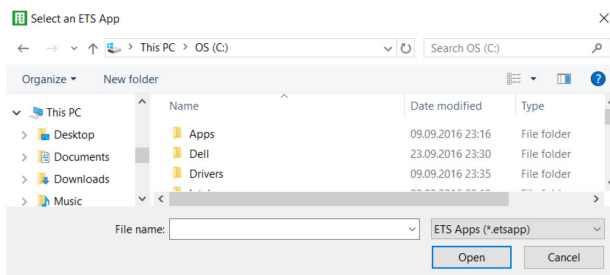 Select an ETS App
This PC > OS (C:)
Search OS (C:)
Organize
New folder
This PC
Desktop
Documents
Downloads
Music
Name
Date modified
Type
Apps
09.09.2016 23:16
File folder
Dell
23.09.2016 23:30
File folder
Drivers
09.09.2016 23:35
File folder
File name:
ETS Apps (*.etsapp)
Open
Cancel